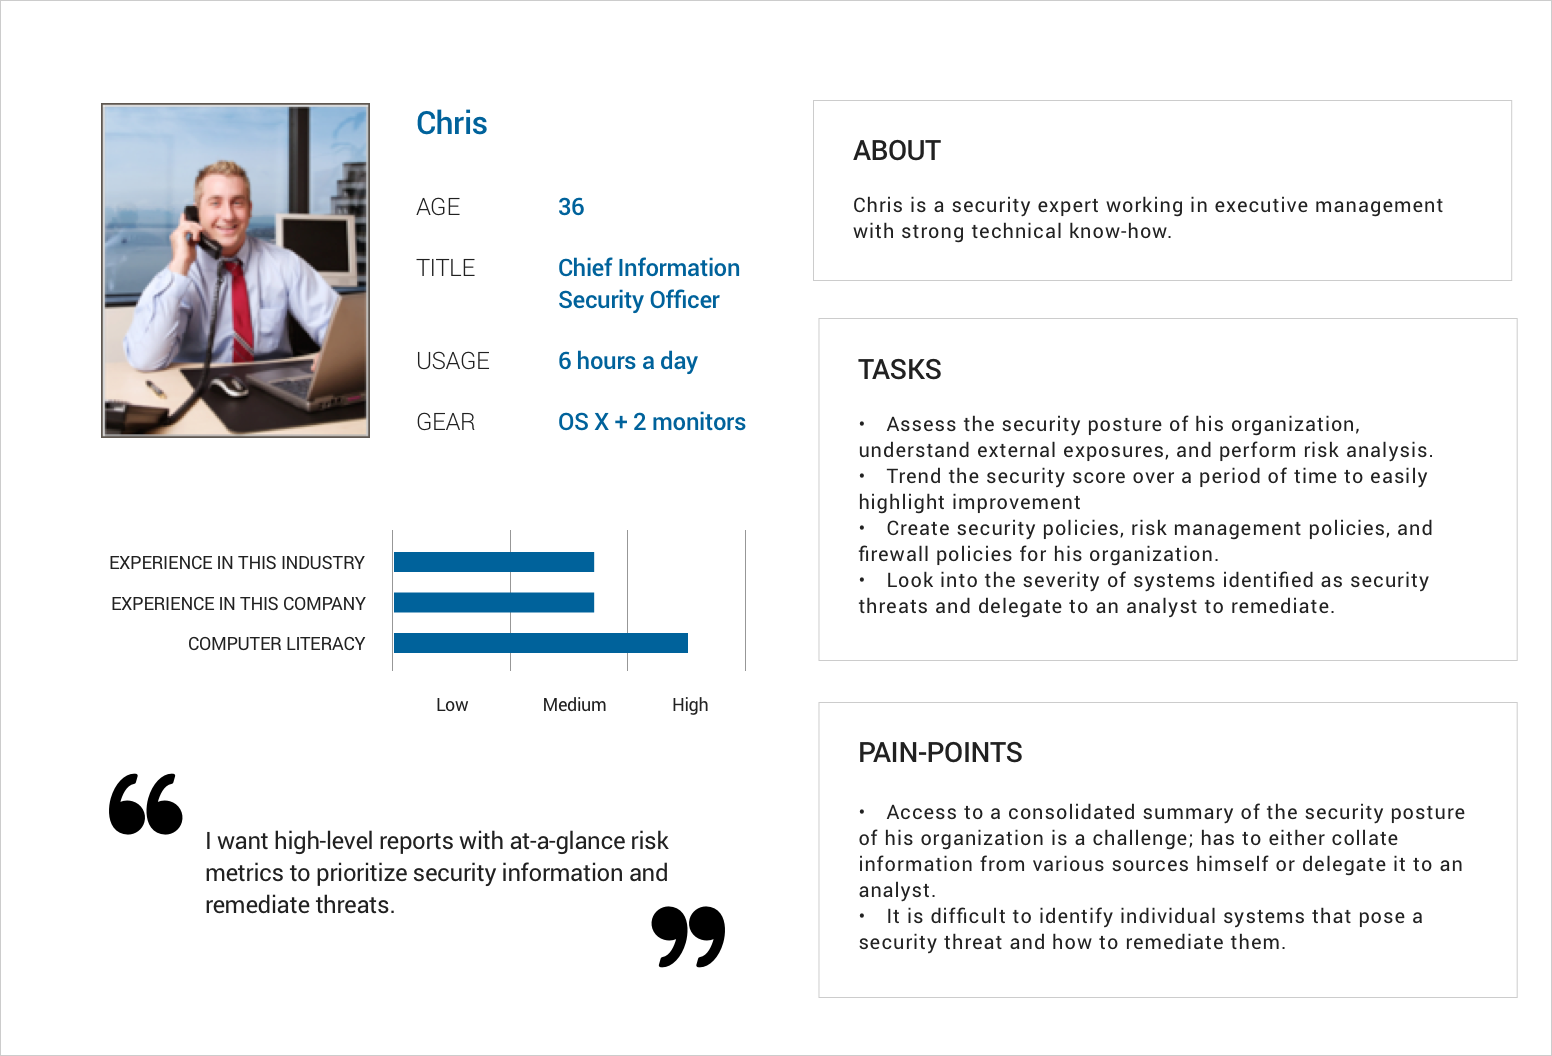 Chris
AGE 36
TITLE Chief Information
Security Officer
USAGE 6 hours a day
GEAR OS X + 2 monitors
EXPERIENCE IN THIS INDUSTRY
EXPERIENCE IN THIS COMPANY
COMPUTER LITERACY
Low Medium High
“
I want high-level reports with at-a-glance risk
metrics to prioritize security information and
remediate threats.
”
ABOUT
Chris is a security expert working in executive management
with strong technical know-how.
TASKS
• Assess the security posture of his organization,
understand external exposures, and perform risk analysis.
• Trend the security score over a period of time to easily
highlight improvement
• Create security policies, risk management policies, and
firewall policies for his organization.
• Look into the severity of systems identified as security
threats and delegate to an analyst to remediate.
PAIN-POINTS
• Access to a consolidated summary of the security posture
of his organization is a challenge; has to either collate
information from various sources himself or delegate it to an
analyst.
• It is difficult to identify individual systems that pose a
security threat and how to remediate them.